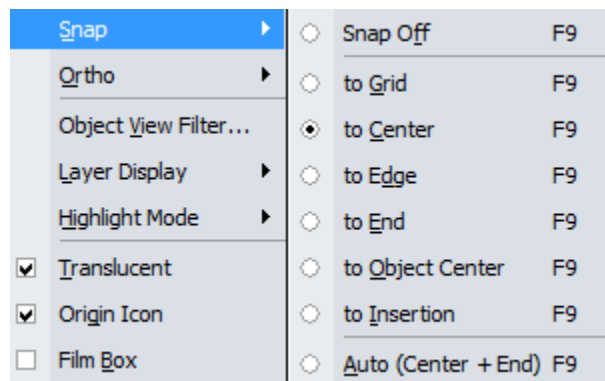 Snap
Ortho
Object View Filter...
Layer Display
Highlight Mode
Translucent
Origin Icon
Film Box
Snap Off F9
to Grid F9
to Center F9
to Edge F9
to End F9
to Object Center F9
to Insertion F9
Auto (Center + End) F9